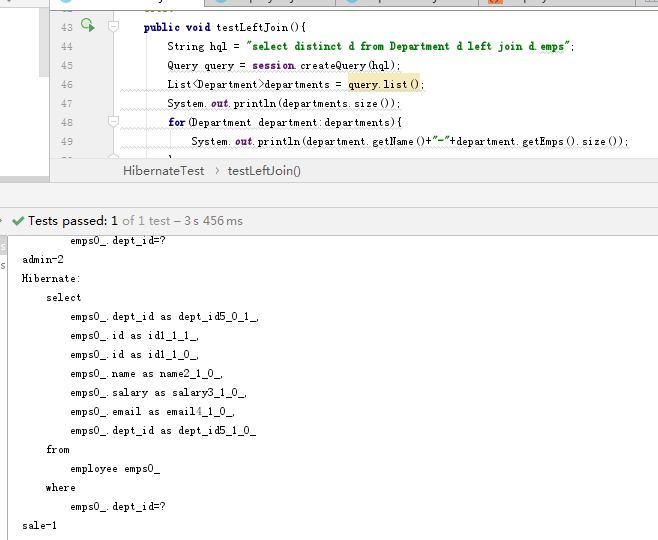 43 public void testLeftJoin(){
44 String hql = "select distinct d from Department d left join d.emps";
45 Query query = session.createQuery(hql);
46 List<Department>departments = query.list();
47 System.out.println(departments.size());
48 for(Department department:departments){
49 System.out.println(department.getName()+"-"+department.getEmps().size());
}
HibernateTest > testLeftJoin()
Tests passed: 1 of 1 test – 3 s 456 ms
emps0_.dept_id=?
admin-2
Hibernate:
select
emps0_.dept_id as dept_id5_0_1_,
emps0_.id as id1_1_1_,
emps0_.id as id1_1_0_,
emps0_.name as name2_1_0_,
emps0_.salary as salary3_1_0_,
emps0_.email as email4_1_0_,
emps0_.dept_id as dept_id5_1_0_
from
employee emps0_
where
emps0_.dept_id=?
sale-1